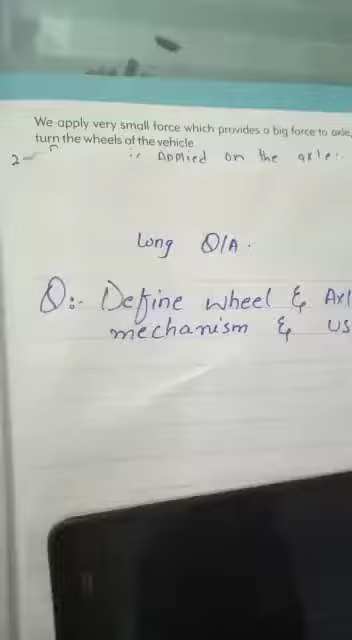 We apply very small force which provides a big force to axle,
turn the wheels of the vehicle.
2- is Applied on the axle:.
Long Q/A.
Q:. Define wheel & Axl
mechanism & us